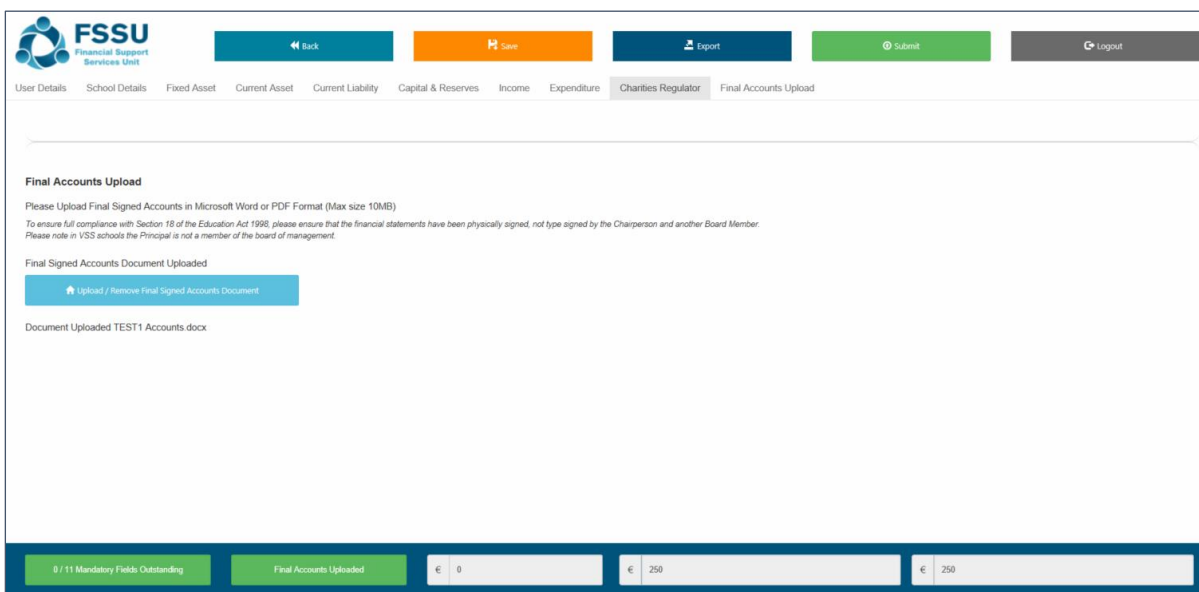 FSSU
Financial Support
Services Unit
Back
Save
Export
Submit
Logout
User Details School Details Fixed Asset Current Asset Current Liability Capital & Reserves Income Expenditure Charities Regulator Final Accounts Upload
Final Accounts Upload
Please Upload Final Signed Accounts in Microsoft Word or PDF Format (Max size 10MB)
To ensure full compliance with Section 18 of the Education Act 1998, please ensure that the financial statements have been physically signed, not type signed by the Chairperson and another Board Member.
Please note in VSS schools the Principal is not a member of the board of management.
Final Signed Accounts Document Uploaded
Upload / Remove Final Signed Accounts Document
Document Uploaded TEST1 Accounts.docx
0 / 11 Mandatory Fields Outstanding
Final Accounts Uploaded
€ 0
€ 250
€ 250